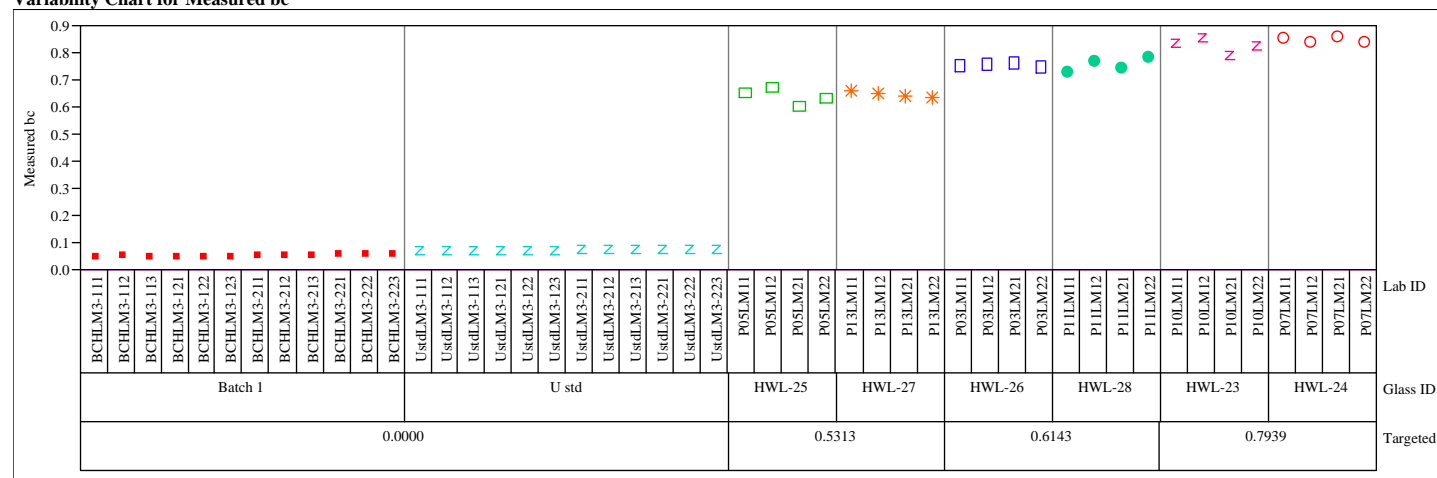 Variability Chart for Measured bc
0.9
0.8
0.7
0.6
0.5
0.4
0.3
0.2
0.1
0.0
Measured bc
BCHLM3-111
BCHLM3-112
BCHLM3-113
BCHLM3-121
BCHLM3-122
BCHLM3-123
BCHLM3-211
BCHLM3-212
BCHLM3-213
BCHLM3-221
BCHLM3-222
BCHLM3-223
UstdLM3-111
UstdLM3-112
UstdLM3-113
UstdLM3-121
UstdLM3-122
UstdLM3-123
UstdLM3-211
UstdLM3-212
UstdLM3-213
UstdLM3-221
UstdLM3-222
UstdLM3-223
P05LM11
P05LM12
P05LM21
P05LM22
P13LM11
P13LM12
P13LM21
P13LM22
P03LM11
P03LM12
P03LM21
P03LM22
P11LM11
P11LM12
P11LM21
P11LM22
P10LM11
P10LM12
P10LM21
P10LM22
P07LM11
P07LM12
P07LM21
P07LM22
Lab ID
Batch 1 U std HWL-25 HWL-27 HWL-26 HWL-28 HWL-23 HWL-24 Glass ID
0.0000 0.5313 0.6143 0.7939 Targeted